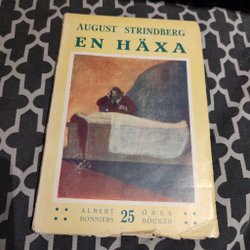 AUGUST STRINDBERG
EN HÄXA
ALBERT BONNIERS 25 ÖRES BÖCKER